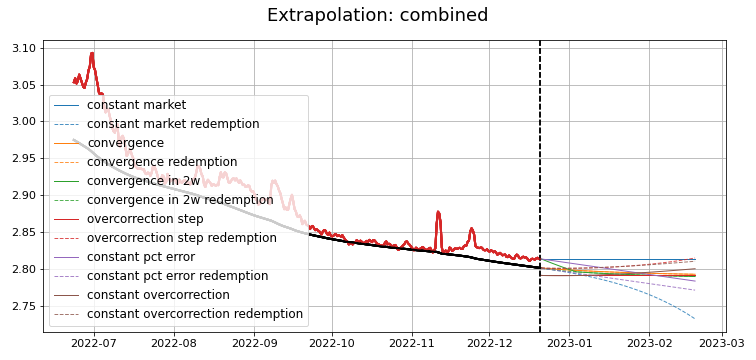 Extrapolation: combined
3.10
3.05
3.00
2.95
2.90
2.85
2.80
2.75
constant market
constant market redemption
convergence
convergence redemption
convergence in 2w
convergence in 2w redemption
overcorrection step
overcorrection step redemption
constant pct error
constant pct error redemption
constant overcorrection
constant overcorrection redemption
2022-07 2022-08 2022-09 2022-10 2022-11 2022-12 2023-01 2023-02 2023-03